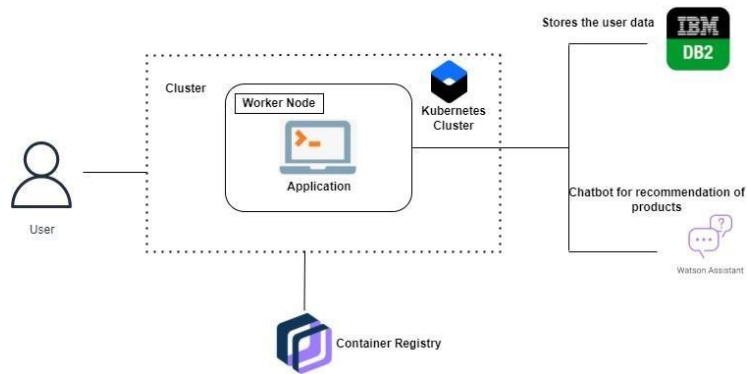 Stores the user data
IBM
DB2
Cluster
Worker Node
Kubernetes
Cluster
>_
Application
User
Chatbot for recommendation of
products
?
Watson Assistant
Container Registry